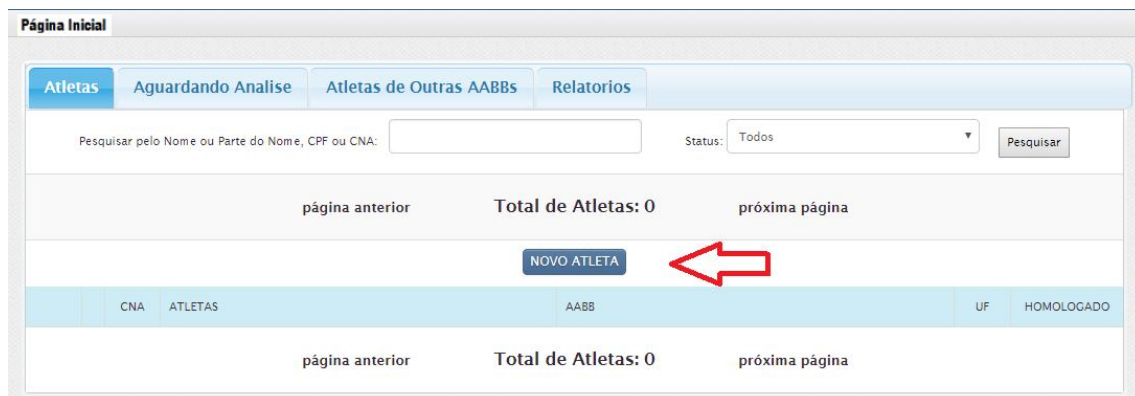 Página Inicial
Atletas Aguardando Analise Atletas de Outras AABBs Relatorios
Pesquisar pelo Nome ou Parte do Nome, CPF ou CNA: Status: Todos Pesquisar
página anterior Total de Atletas: 0 próxima página
NOVO ATLETA
CNA ATLETAS AABB UF HOMOLOGADO
página anterior Total de Atletas: 0 próxima página